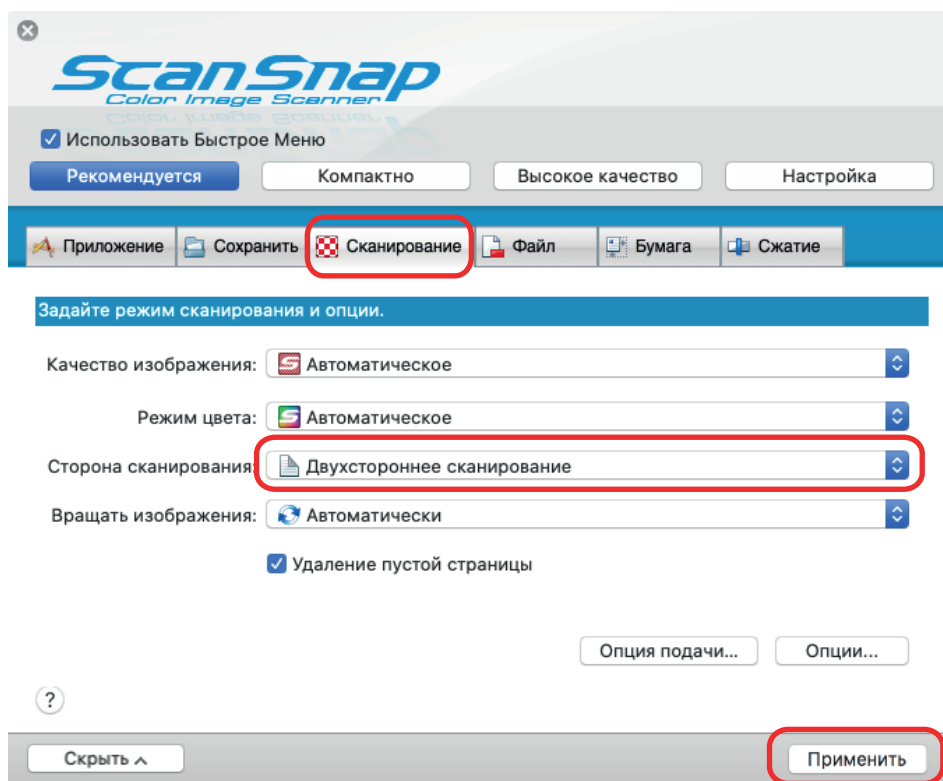 ScanSnap
Color Image Scanner
Использовать Быстрое Меню
Рекомендуется Компактно Высокое качество Настройка
Приложение Сохранить Сканирование Файл Бумага Сжатие
Задайте режим сканирования и опции.
Качество изображения: Автоматическое
Режим цвета: Автоматическое
Сторона сканирования: Двухстороннее сканирование
Вращать изображения: Автоматически
Удаление пустой страницы
Опция подачи... Опции...
?
Скрыть Применить